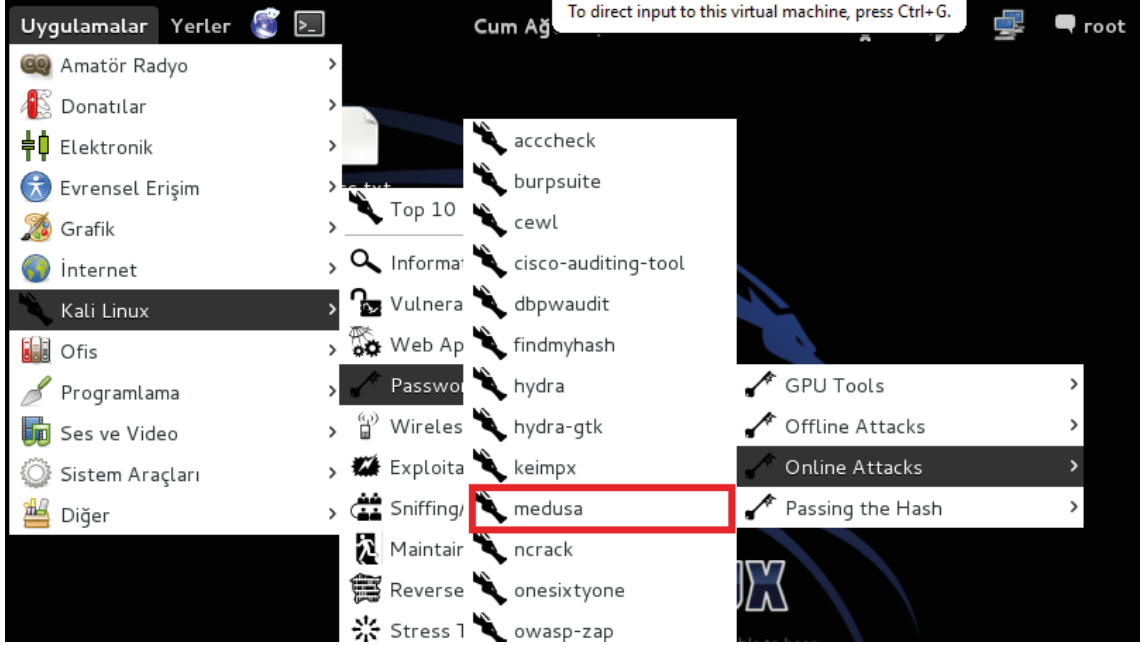 Uygulamalar Yerler Cum Ağ root
To direct input to this virtual machine, press Ctrl+G.
Amatör Radyo
Donatılar
Elektronik
Evrensel Erişim
Grafik
İnternet
Kali Linux
Ofis
Programlama
Ses ve Video
Sistem Araçları
Diğer
Top 10
Informat
Vulnera
Web Ap
Passwo
Wireles
Exploita
Sniffing/
Maintair
Reverse
Stress T
acccheck
burpsuite
cewl
cisco-auditing-tool
dbpwaudit
findmyhash
hydra
hydra-gtk
keimpx
medusa
ncrack
onesixtyone
owasp-zap
GPU Tools
Offline Attacks
Online Attacks
Passing the Hash